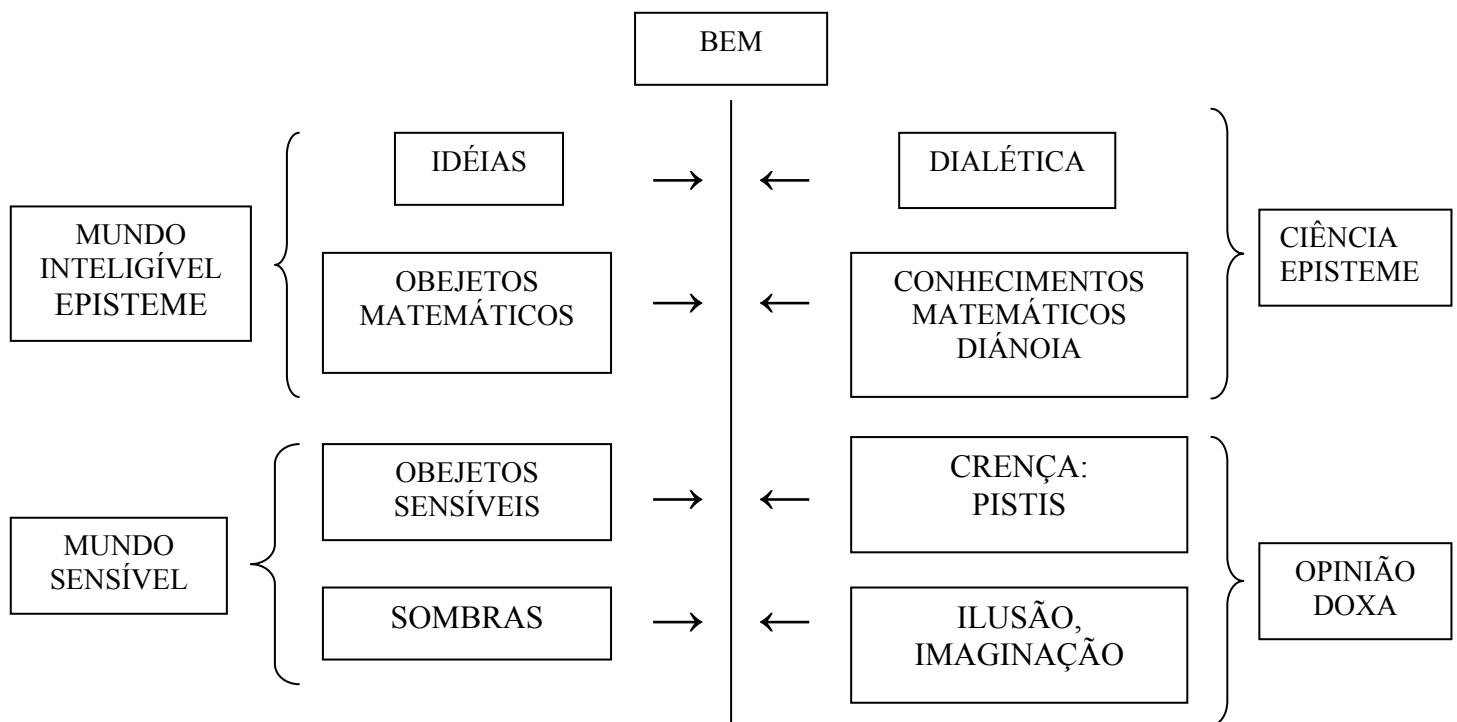 BEM
IDÉIAS
DIALÉTICA
MUNDO
INTELIGÍVEL
EPISTEME
OBEJETOS
MATEMÁTICOS
CONHECIMENTOS
MATEMÁTICOS
DIÁNOIA
CIÊNCIA
EPISTEME
MUNDO
SENSÍVEL
OBEJETOS
SENSÍVEIS
CRENÇA:
PISTIS
SOMBRAS
ILUSÃO,
IMAGINAÇÃO
OPINIÃO
DOXA